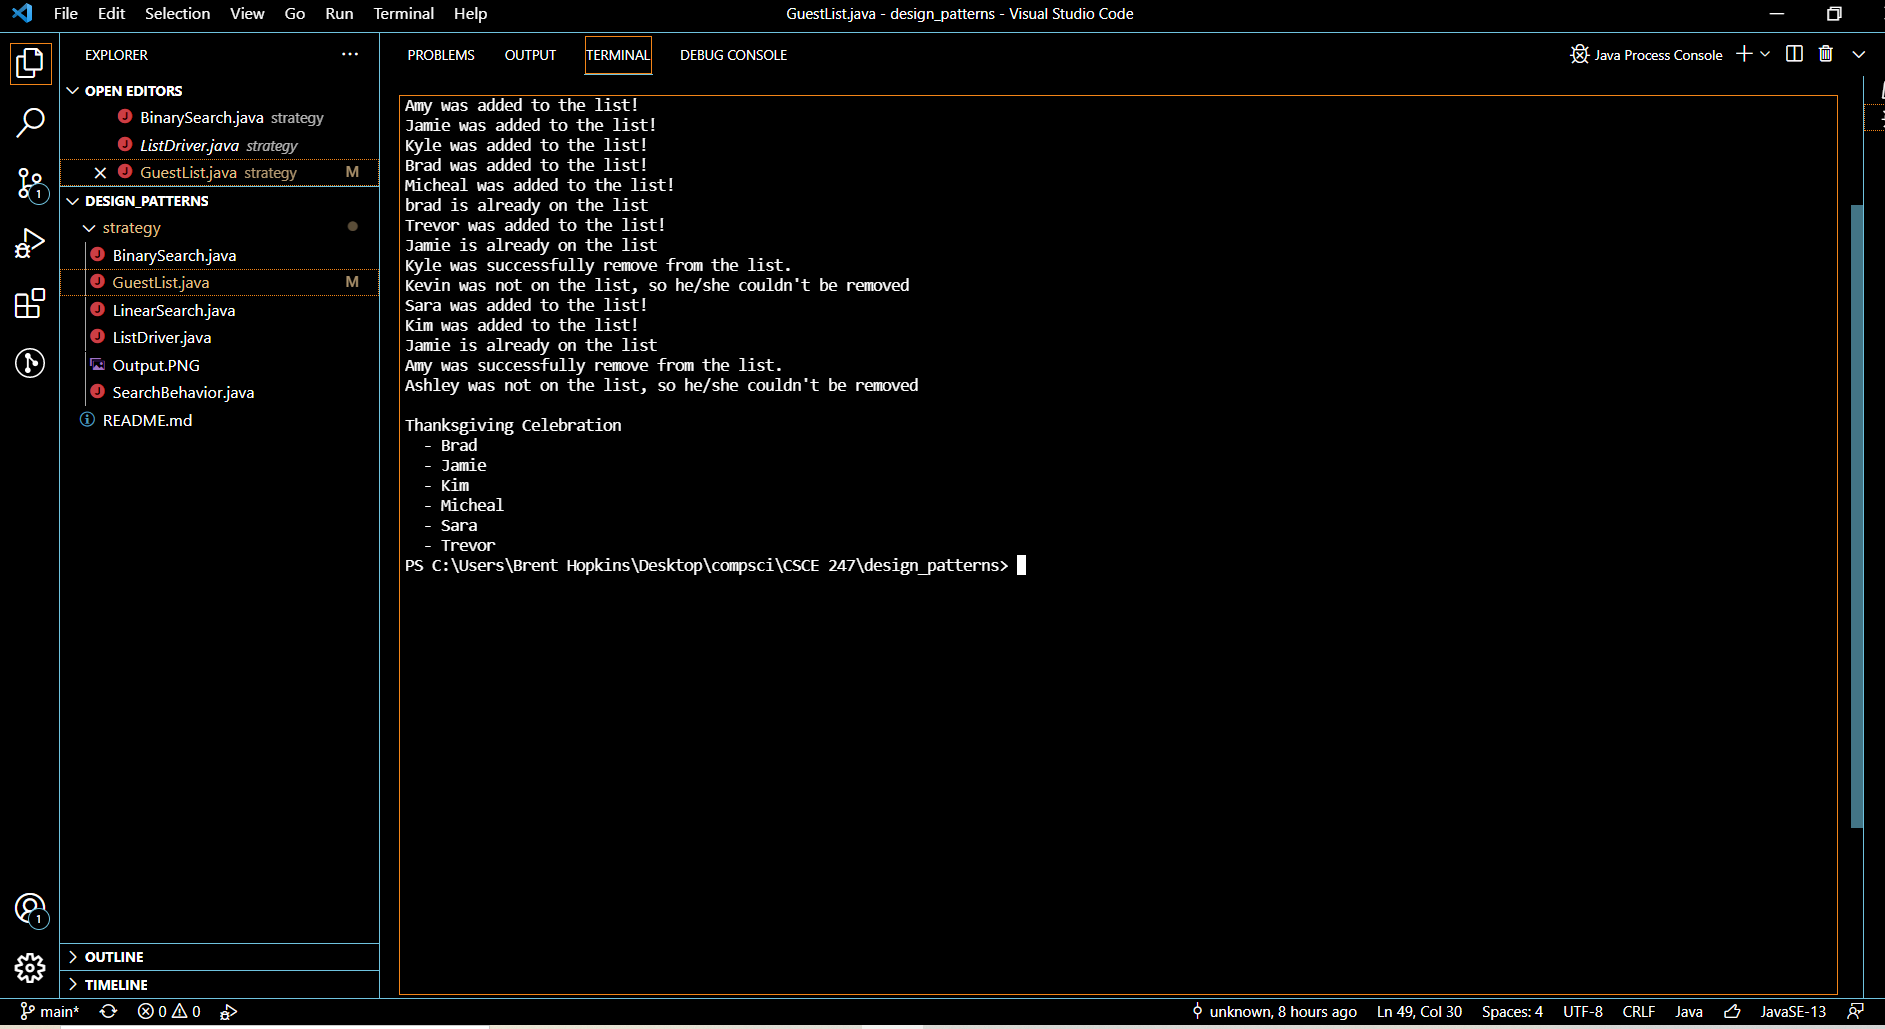 File Edit Selection View Go Run Terminal Help GuestList.java - design_patterns - Visual Studio Code
EXPLORER
OPEN EDITORS
BinarySearch.java strategy
ListDriver.java strategy
GuestList.java strategy M
1
DESIGN_PATTERNS
strategy
BinarySearch.java
GuestList.java M
LinearSearch.java
ListDriver.java
Output.PNG
SearchBehavior.java
README.md
1
OUTLINE
TIMELINE
PROBLEMS OUTPUT TERMINAL DEBUG CONSOLE Java Process Console
Amy was added to the list!
Jamie was added to the list!
Kyle was added to the list!
Brad was added to the list!
Micheal was added to the list!
brad is already on the list
Trevor was added to the list!
Jamie is already on the list
Kyle was successfully remove from the list.
Kevin was not on the list, so he/she couldn't be removed
Sara was added to the list!
Kim was added to the list!
Jamie is already on the list
Amy was successfully remove from the list.
Ashley was not on the list, so he/she couldn't be removed
Thanksgiving Celebration
- Brad
- Jamie
- Kim
- Micheal
- Sara
- Trevor
PS C:\Users\Brent Hopkins\Desktop\compsci\CSCE 247\design_patterns>
main* 0 0 unknown, 8 hours ago Ln 49, Col 30 Spaces: 4 UTF-8 CRLF Java JavaSE-13